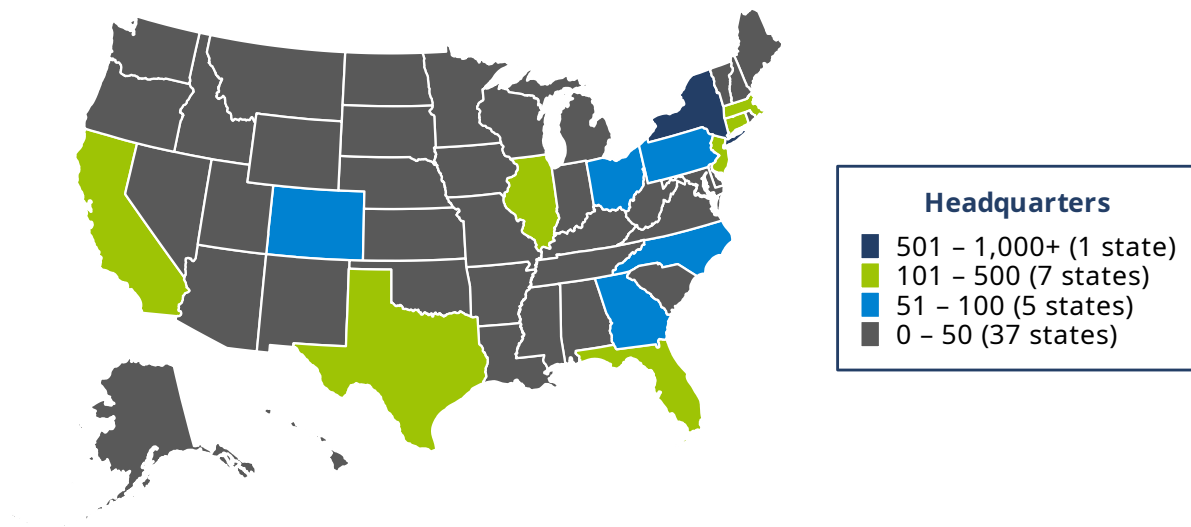 Headquarters
501 – 1,000+ (1 state)
101 – 500 (7 states)
51 – 100 (5 states)
0 – 50 (37 states)